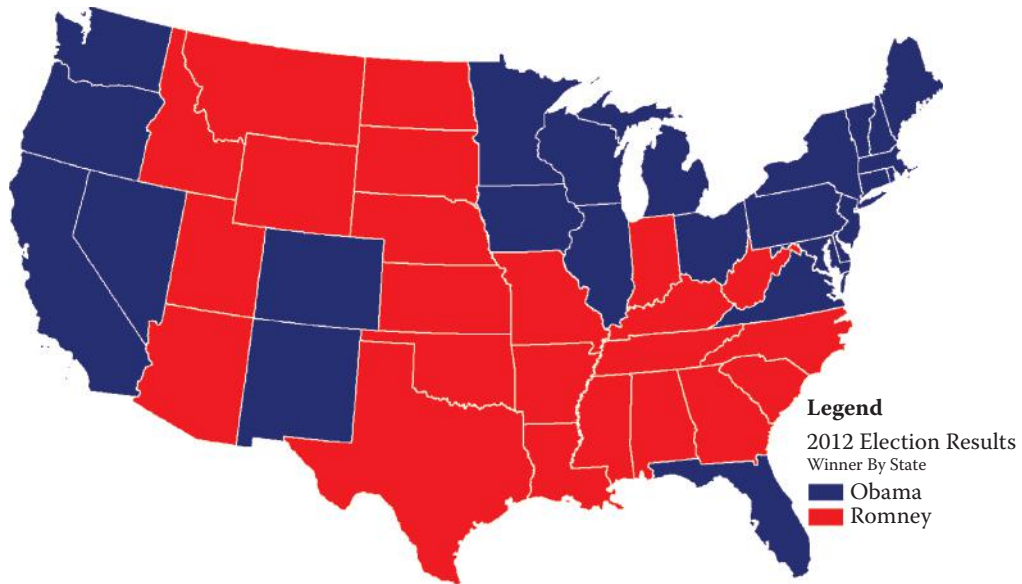 Legend
2012 Election Results
Winner By State
Obama
Romney